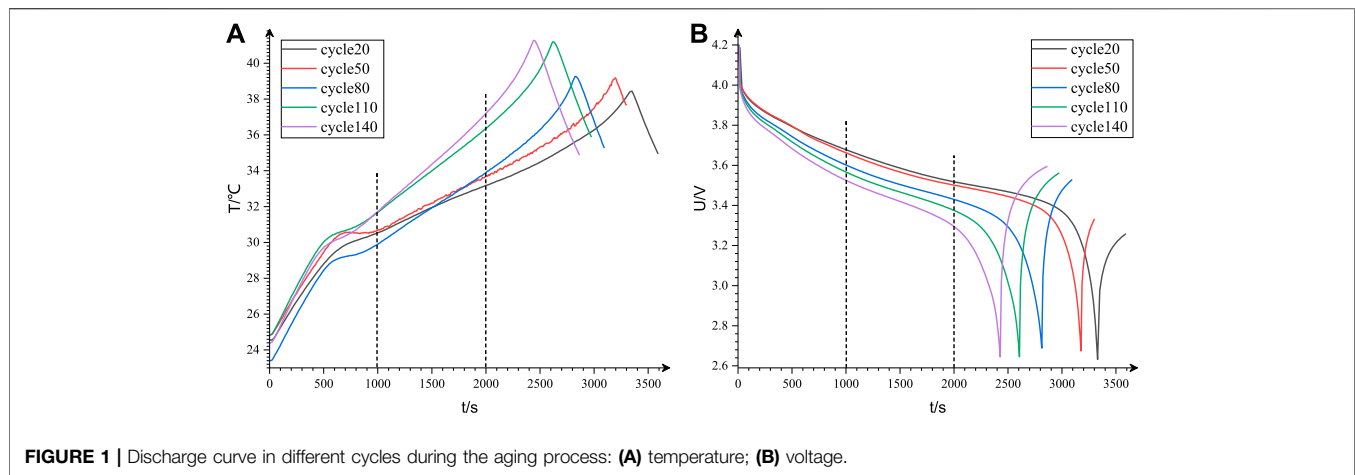 A
cycle20
cycle50
cycle80
cycle110
cycle140
T/°C
40
38
36
34
32
30
28
26
24
0
500
1000
1500
2000
2500
3000
3500
t/s
B
cycle20
cycle50
cycle80
cycle110
cycle140
U/V
4.2
4.0
3.8
3.6
3.4
3.2
3.0
2.8
2.6
0
500
1000
1500
2000
2500
3000
3500
t/s
FIGURE 1 | Discharge curve in different cycles during the aging process: (A) temperature; (B) voltage.